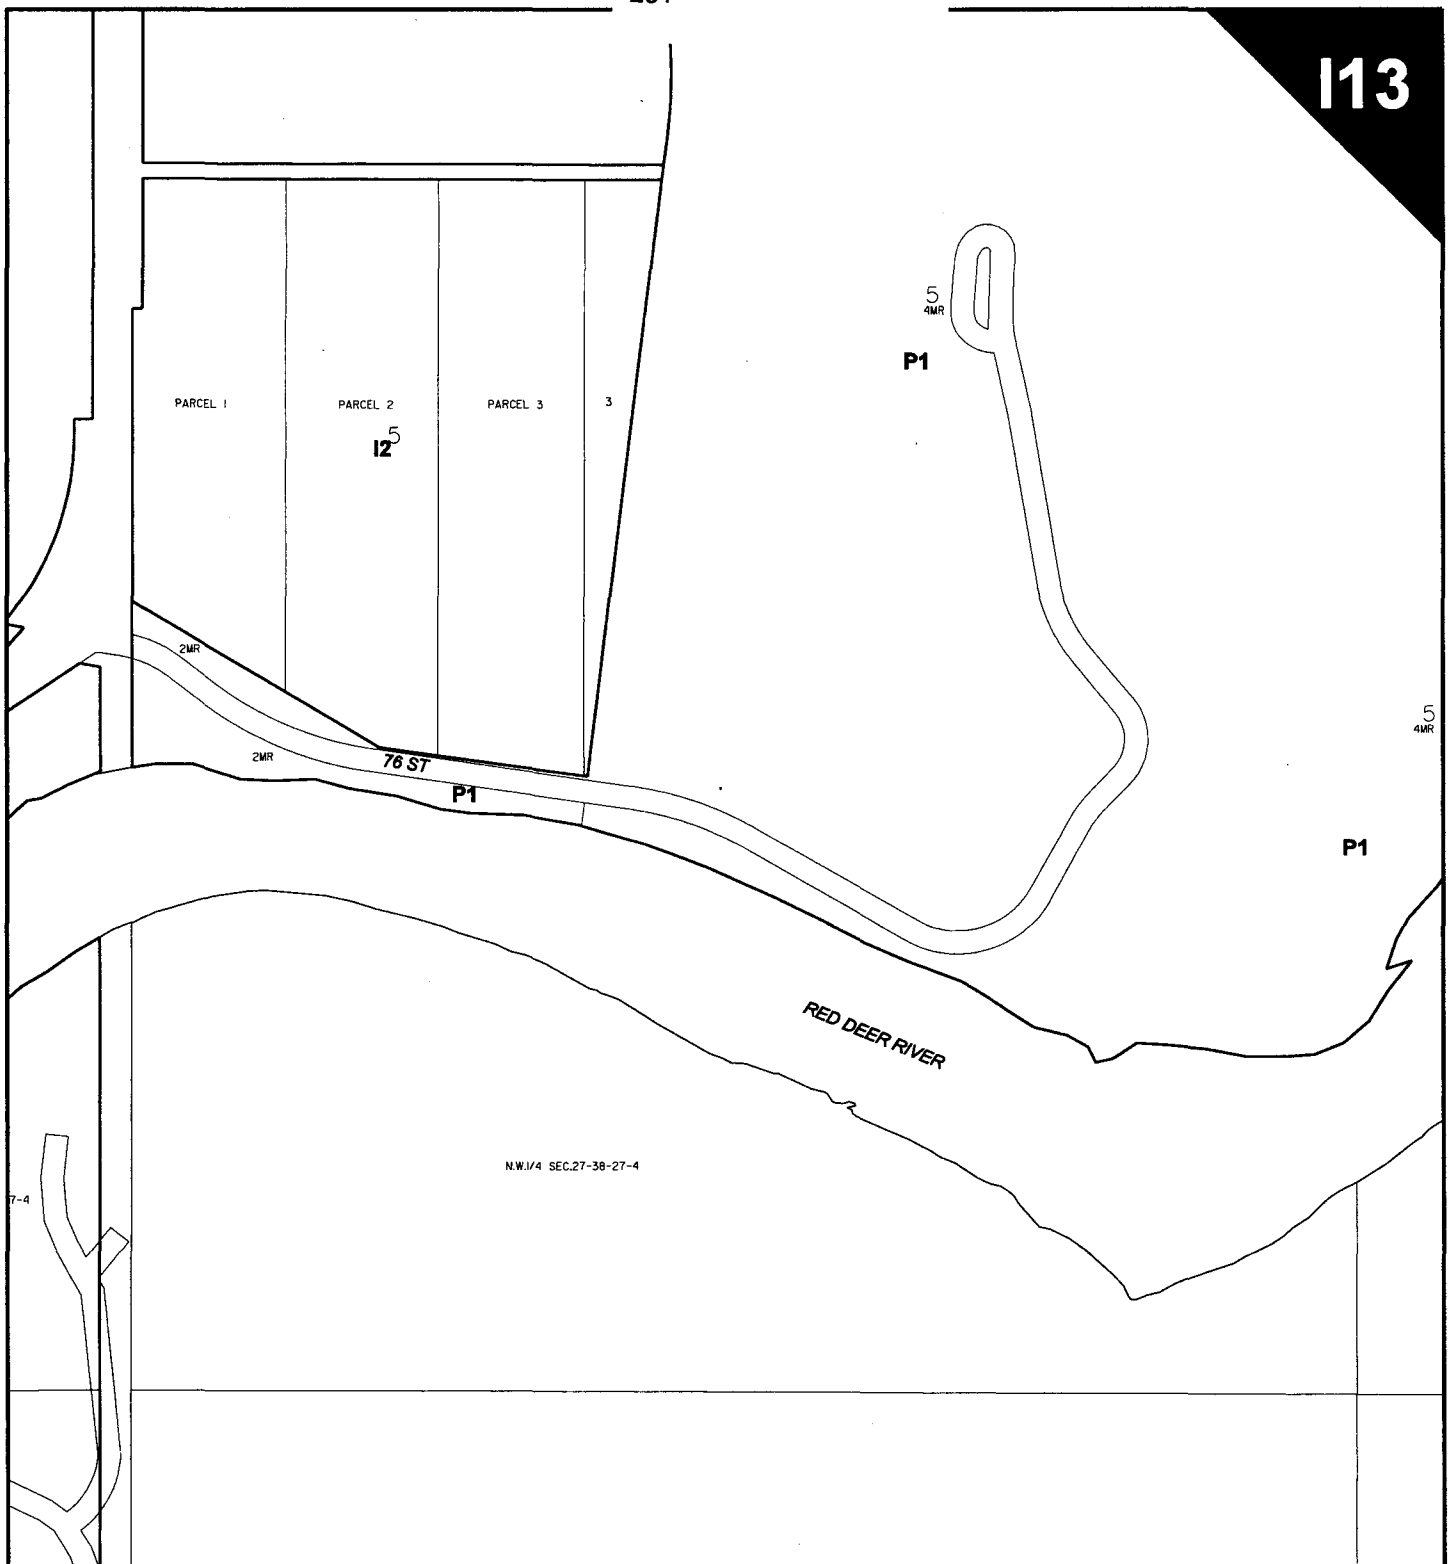 I13
5
4MR
P1
PARCEL 1
PARCEL 2
PARCEL 3
3
5
I2
2MR
5
4MR
2MR
76 ST
P1
P1
RED DEER RIVER
N.W.1/4 SEC.27-38-27-4
7-4